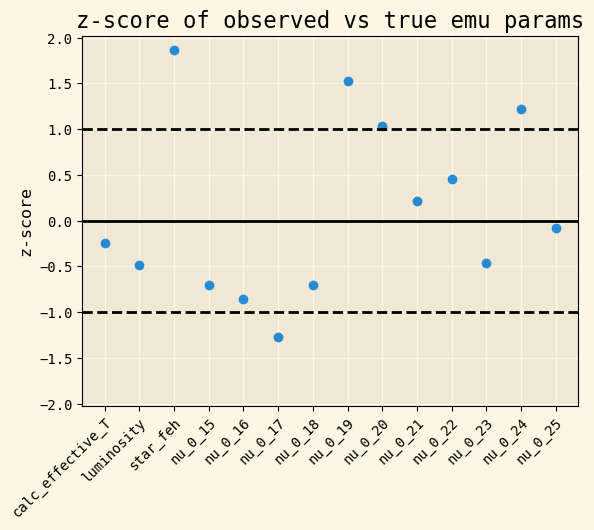 z-score of observed vs true emu params
z-score
2.0
1.5
1.0
0.5
0.0
−0.5
−1.0
−1.5
−2.0
calc_effective_T
luminosity
star_feh
nu_0_15
nu_0_16
nu_0_17
nu_0_18
nu_0_19
nu_0_20
nu_0_21
nu_0_22
nu_0_23
nu_0_24
nu_0_25